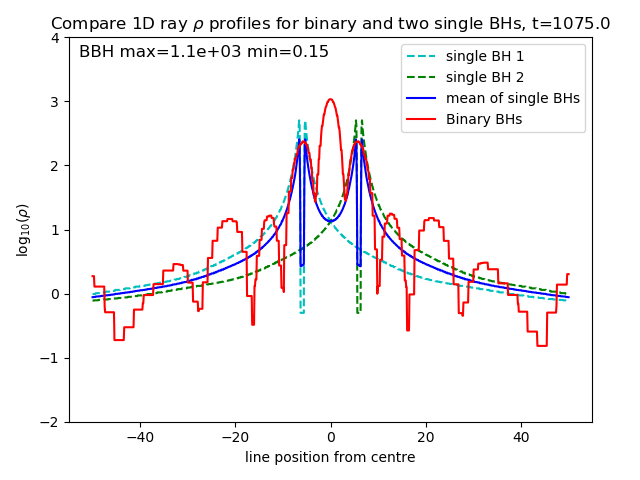 Compare 1D ray ρ profiles for binary and two single BHs, t=1075.0
BBH max=1.1e+03 min=0.15
single BH 1
single BH 2
mean of single BHs
Binary BHs
log₁₀(ρ)
4
3
2
1
0
−1
−2
−40
−20
0
20
40
line position from centre